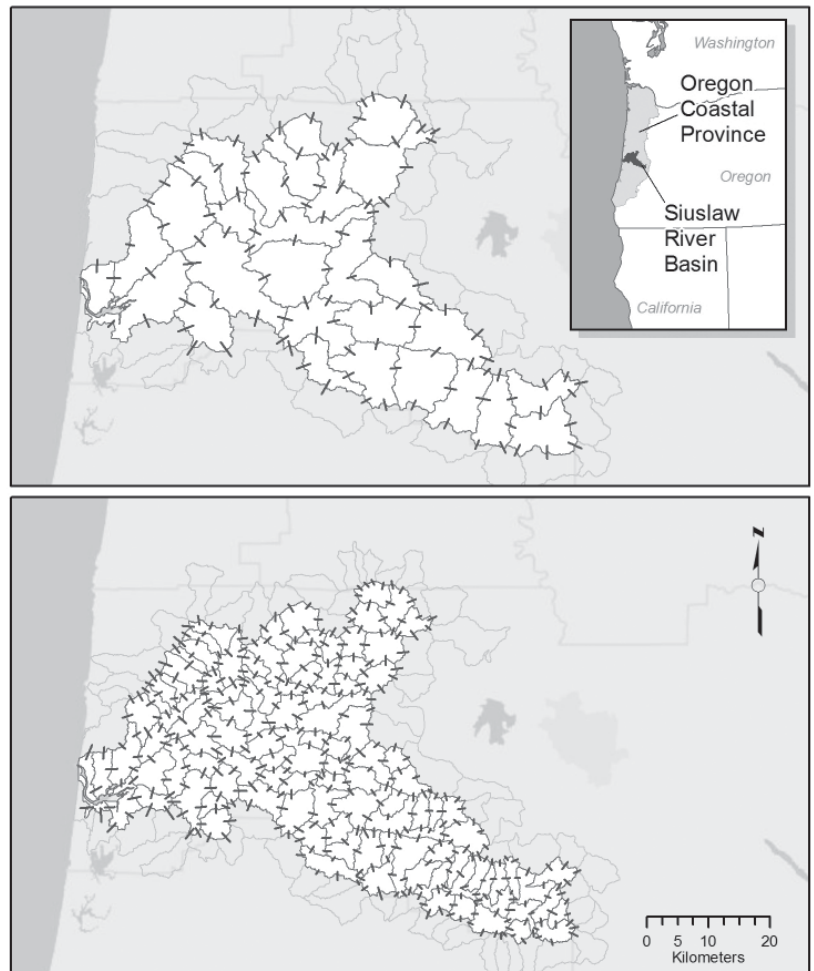 Washington
Oregon
Coastal
Province
Oregon
Siuslaw
River
Basin
California
N
0 5 10 20
Kilometers